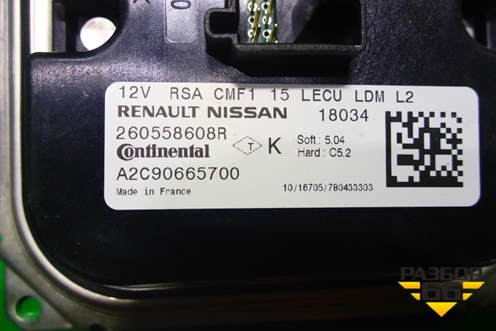 12V RSA CMF1 15 LECU LDM L2
RENAULT NISSAN 18034
260558608R
Continental T K Soft : 5.04
Hard : C5.2
A2C90665700
Made in France 10/16705/780433303
РАЗБОР
66